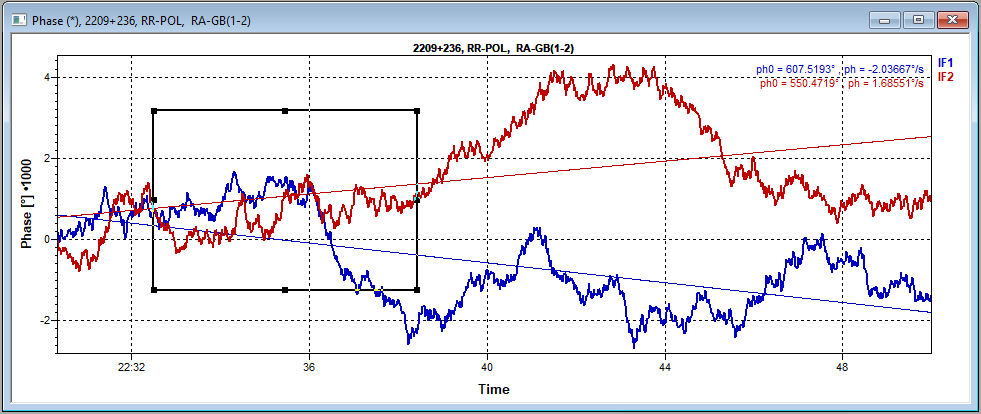 Phase (*), 2209+236, RR-POL, RA-GB(1-2)
2209+236, RR-POL, RA-GB(1-2)
ph0 = 607.5193° , ph = -2.03667°/s
IF1
ph0 = 550.4719° , ph = 1.68551°/s
IF2
4
2
0
-2
Phase [°] *1000
22:32
36
40
44
48
Time